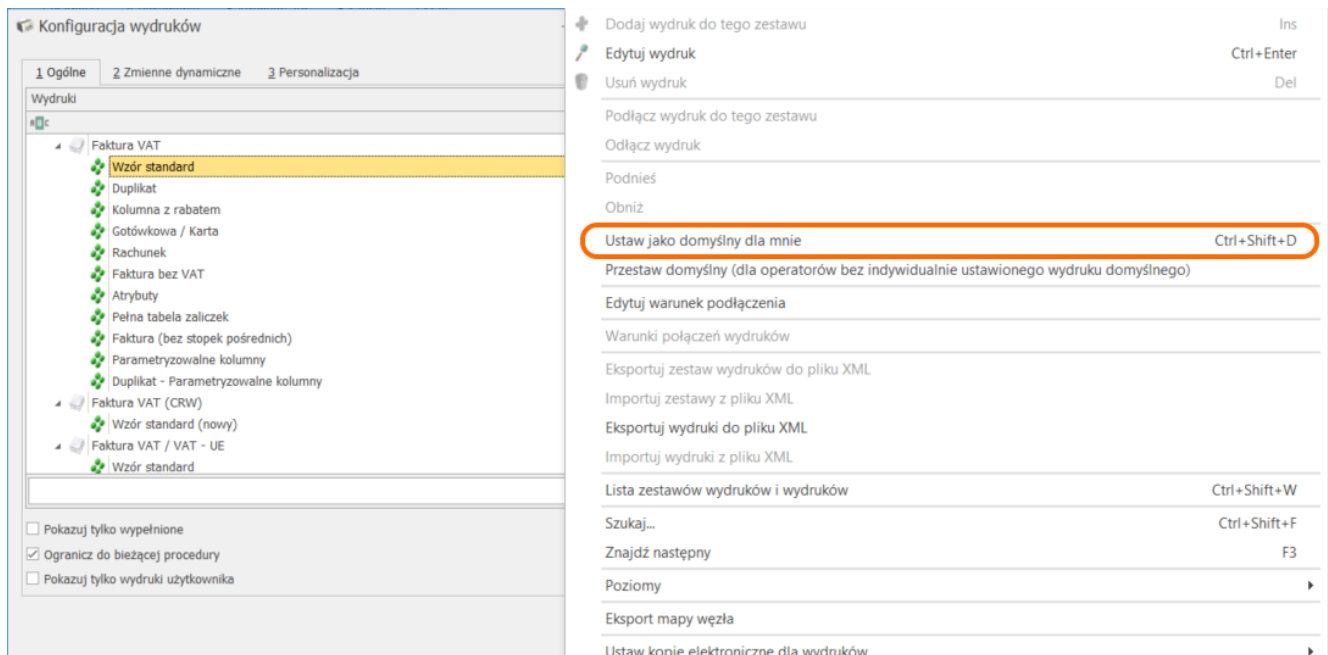 Konfiguracja wydruków
1 Ogólne 2 Zmienne dynamiczne 3 Personalizacja
Wydruki
Faktura VAT
Wzór standard
Duplikat
Kolumna z rabatem
Gotówkowa / Karta
Rachunek
Faktura bez VAT
Atrybuty
Pełna tabela zaliczek
Faktura (bez stopek pośrednich)
Parametryzowalne kolumny
Duplikat - Parametryzowalne kolumny
Faktura VAT (CRW)
Wzór standard (nowy)
Faktura VAT / VAT - UE
Wzór standard
Pokazuj tylko wypełnione
Ogranicz do bieżącej procedury
Pokazuj tylko wydruki użytkownika
Dodaj wydruk do tego zestawu Ins
Edytuj wydruk Ctrl+Enter
Usuń wydruk Del
Podłącz wydruk do tego zestawu
Odłącz wydruk
Podnieś
Obniż
Ustaw jako domyślny dla mnie Ctrl+Shift+D
Przestaw domyślny (dla operatorów bez indywidualnie ustawionego wydruku domyślnego)
Edytuj warunek podłączenia
Warunki połączeń wydruków
Eksportuj zestaw wydruków do pliku XML
Importuj zestawy z pliku XML
Eksportuj wydruki do pliku XML
Importuj wydruki z pliku XML
Lista zestawów wydruków i wydruków Ctrl+Shift+W
Szukaj... Ctrl+Shift+F
Znajdź następny F3
Poziomy
Eksport mapy węzła
Ustaw kopie elektroniczne dla wydruków